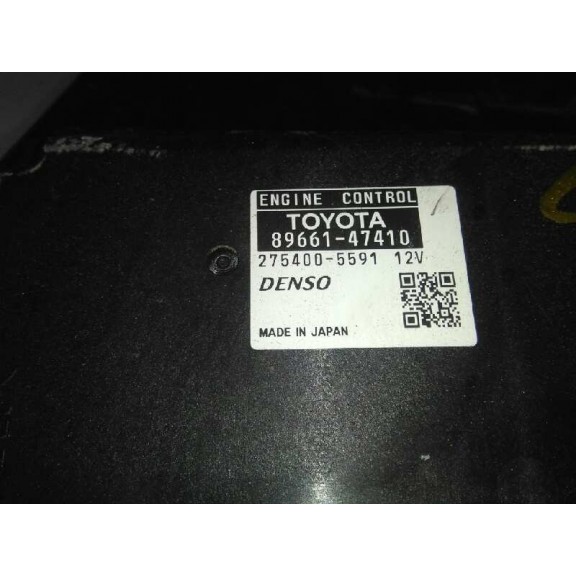 ENGINE CONTROL
TOYOTA
89661-47410
275400-5591 12V
DENSO
MADE IN JAPAN